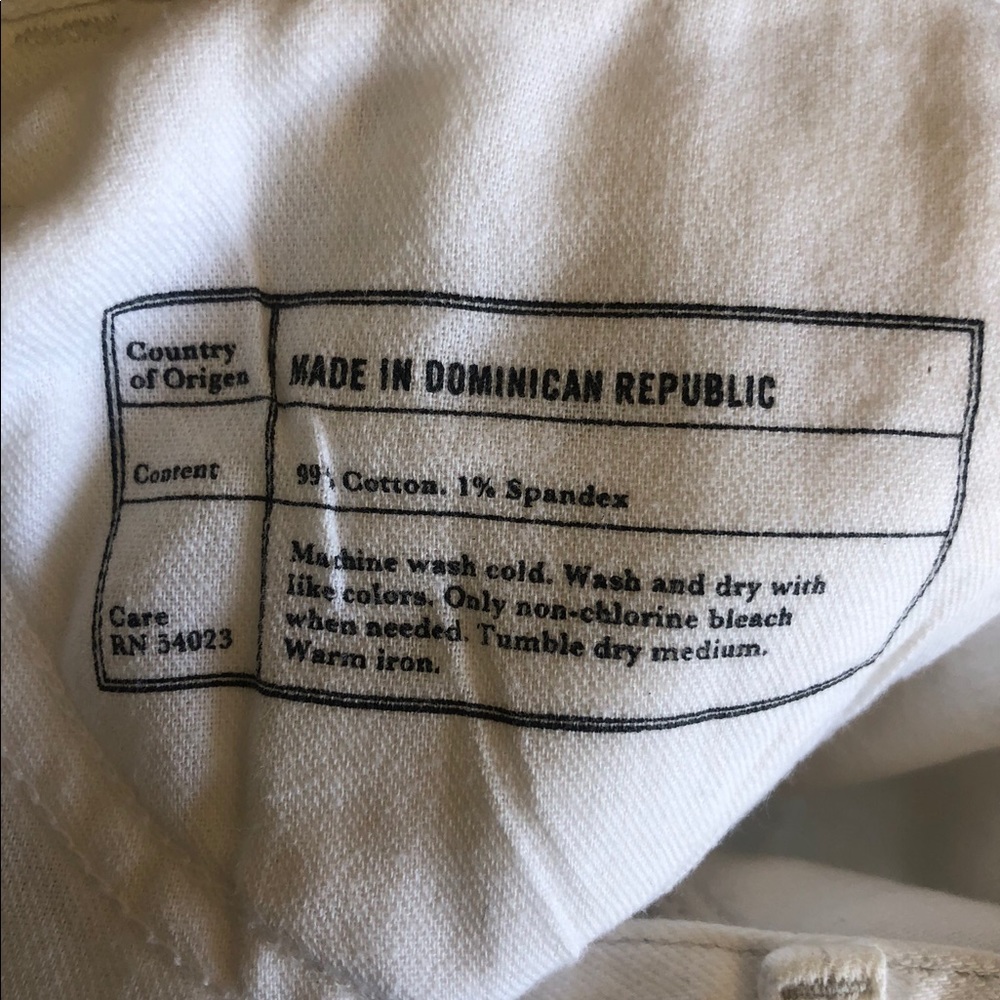 Country
of Origen
MADE IN DOMINICAN REPUBLIC
Content
99% Cotton. 1% Spandex
Care
RN 54023
Machine wash cold. Wash and dry with
like colors. Only non-chlorine bleach
when needed. Tumble dry medium.
Warm iron.